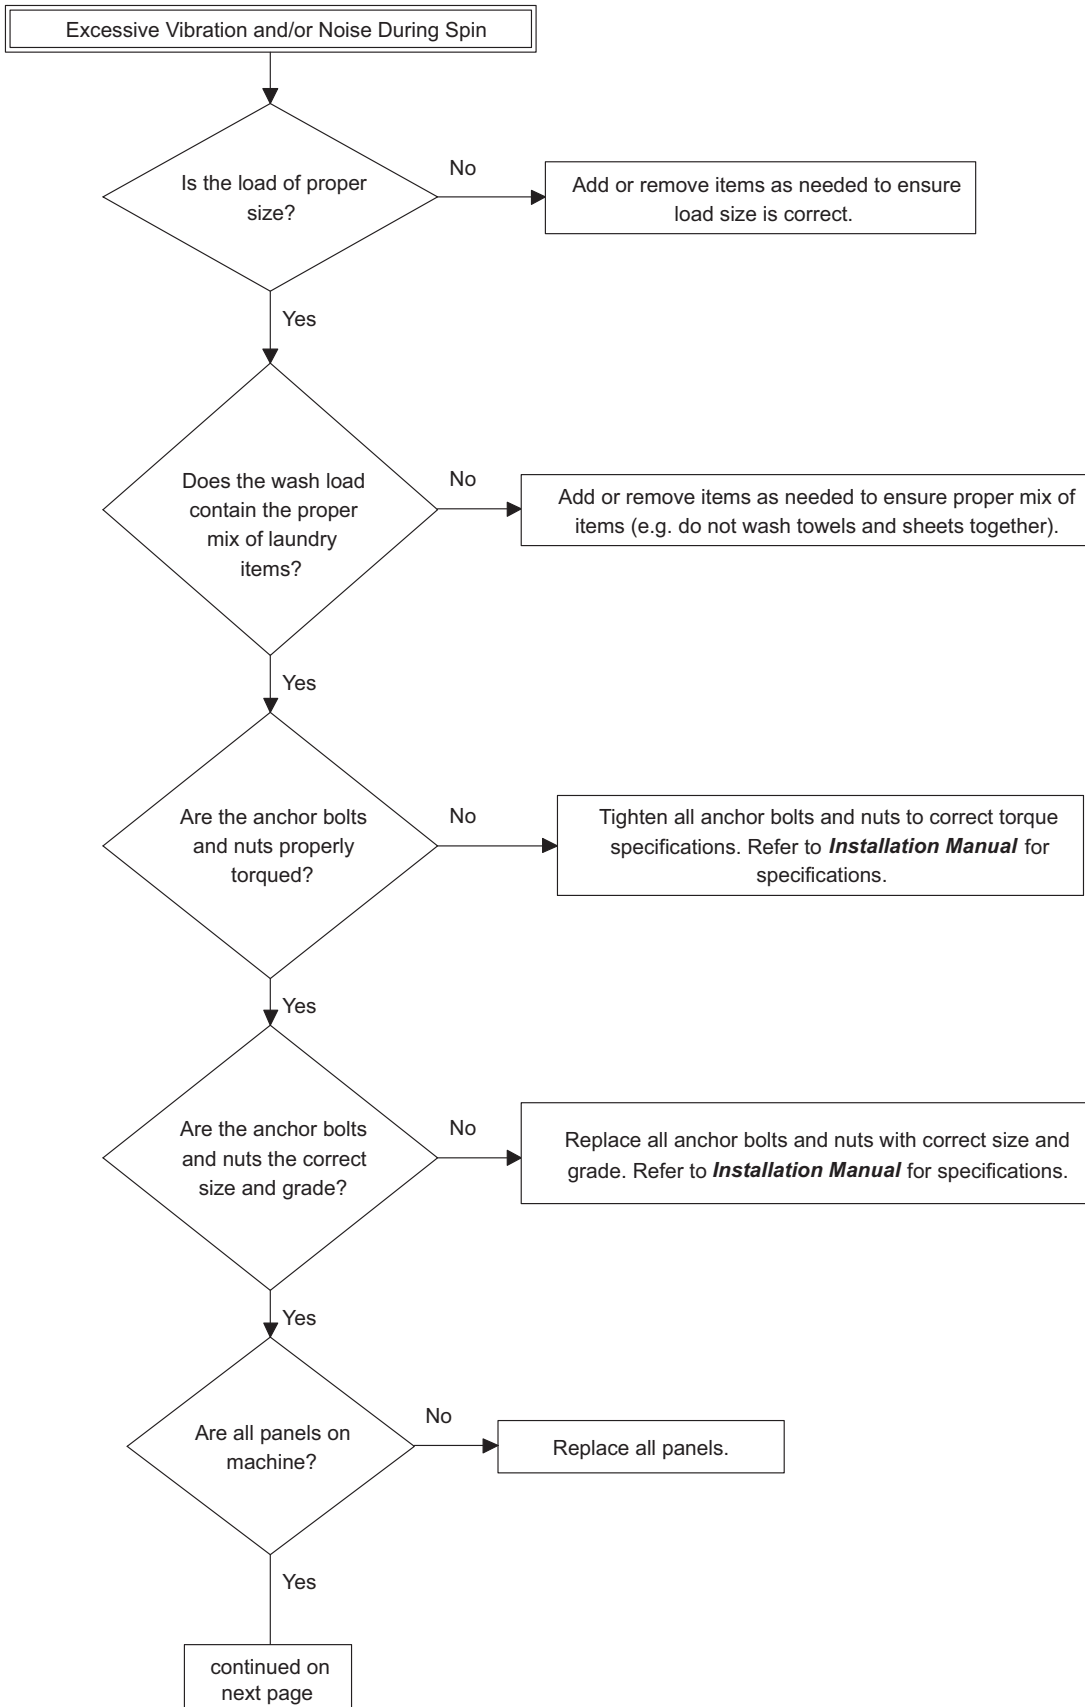 Excessive Vibration and/or Noise During Spin
Is the load of proper
size?
No
Add or remove items as needed to ensure
load size is correct.
Yes
Does the wash load
contain the proper
mix of laundry
items?
No
Add or remove items as needed to ensure proper mix of
items (e.g. do not wash towels and sheets together).
Yes
Are the anchor bolts
and nuts properly
torqued?
No
Tighten all anchor bolts and nuts to correct torque
specifications. Refer to Installation Manual for
specifications.
Yes
Are the anchor bolts
and nuts the correct
size and grade?
No
Replace all anchor bolts and nuts with correct size and
grade. Refer to Installation Manual for specifications.
Yes
Are all panels on
machine?
No
Replace all panels.
Yes
continued on
next page